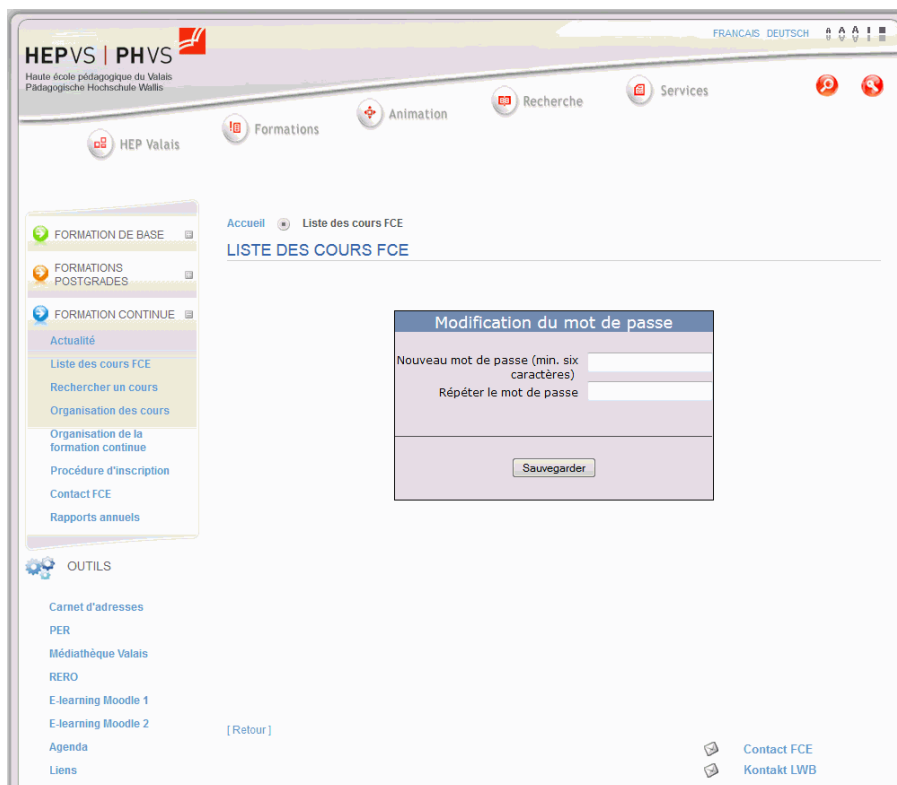 FRANCAIS DEUTSCH A A A
HEPVS | PHVS
Haute école pédagogique du Valais
Pädagogische Hochschule Wallis
HEP Valais
Formations
Animation
Recherche
Services
FORMATION DE BASE
FORMATIONS
POSTGRADES
FORMATION CONTINUE
Actualité
Liste des cours FCE
Rechercher un cours
Organisation des cours
Organisation de la
formation continue
Procédure d'inscription
Contact FCE
Rapports annuels
OUTILS
Carnet d'adresses
PER
Médiathèque Valais
RERO
E-learning Moodle 1
E-learning Moodle 2
Agenda
Liens
Accueil Liste des cours FCE
LISTE DES COURS FCE
Modification du mot de passe
Nouveau mot de passe (min. six
caractères)
Répéter le mot de passe
Sauvegarder
[ Retour ]
Contact FCE
Kontakt LWB